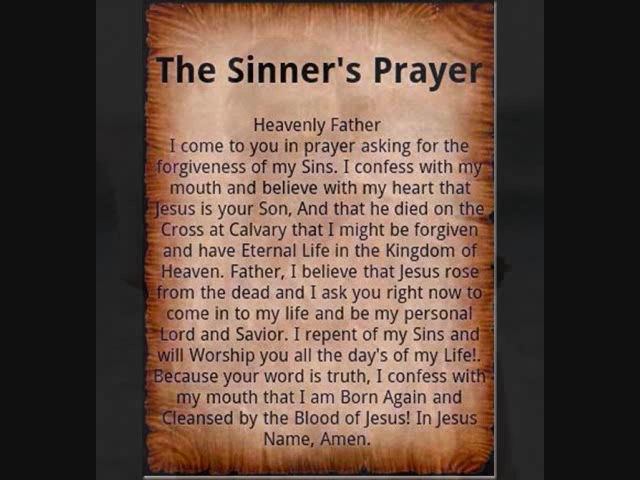 The Sinner's Prayer
Heavenly Father
I come to you in prayer asking for the
forgiveness of my Sins. I confess with my
mouth and believe with my heart that
Jesus is your Son, And that he died on the
Cross at Calvary that I might be forgiven
and have Eternal Life in the Kingdom of
Heaven. Father, I believe that Jesus rose
from the dead and I ask you right now to
come in to my life and be my personal
Lord and Savior. I repent of my Sins and
will Worship you all the day's of my Life!.
Because your word is truth, I confess with
my mouth that I am Born Again and
Cleansed by the Blood of Jesus! In Jesus
Name, Amen.